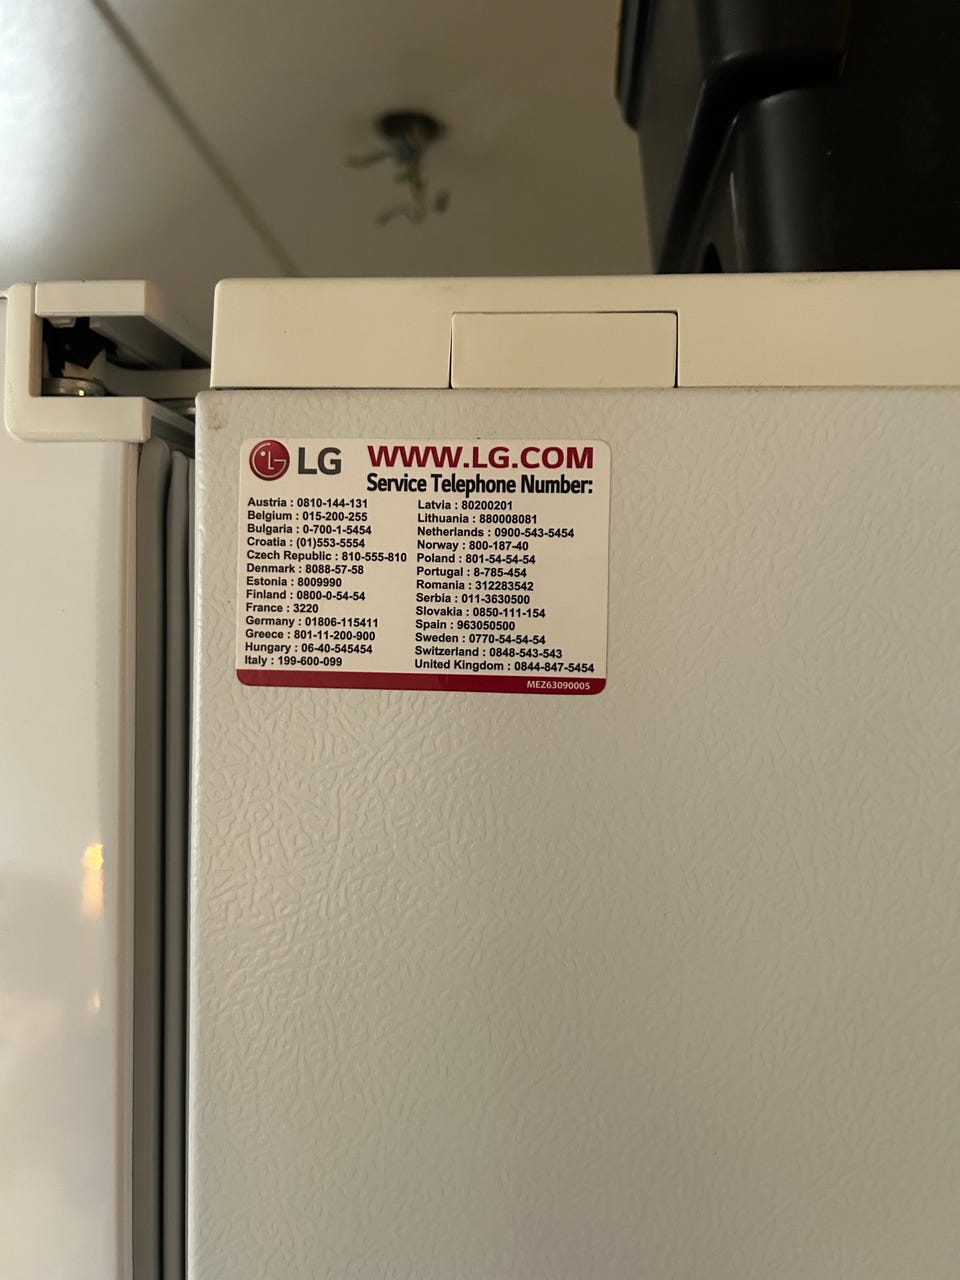 LG
WWW.LG.COM
Service Telephone Number:
Austria : 0810-144-131
Belgium : 015-200-255
Bulgaria : 0-700-1-5454
Croatia : (01)553-5554
Czech Republic : 810-555-810
Denmark : 8088-57-58
Estonia : 8009990
Finland : 0800-0-54-54
France : 3220
Germany : 01806-115411
Greece : 801-11-200-900
Hungary : 06-40-545454
Italy : 199-600-099
Latvia : 80200201
Lithuania : 880008081
Netherlands : 0900-543-5454
Norway : 800-187-40
Poland : 801-54-54-54
Portugal : 8-785-454
Romania : 312283542
Serbia : 011-3630500
Slovakia : 0850-111-154
Spain : 963050500
Sweden : 0770-54-54-54
Switzerland : 0848-543-543
United Kingdom : 0844-847-5454
MEZ63090005